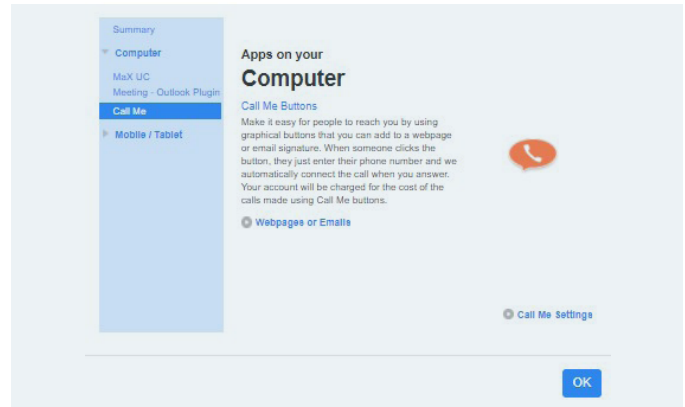 Summary
Computer
MaX UC
Meeting - Outlook Plugin
Call Me
Mobile / Tablet
Apps on your
Computer
Call Me Buttons
Make it easy for people to reach you by using
graphical buttons that you can add to a webpage
or email signature. When someone clicks the
button, they just enter their phone number and we
automatically connect the call when you answer.
Your account will be charged for the cost of the
calls made using Call Me buttons.
Webpages or Emails
Call Me Settings
OK